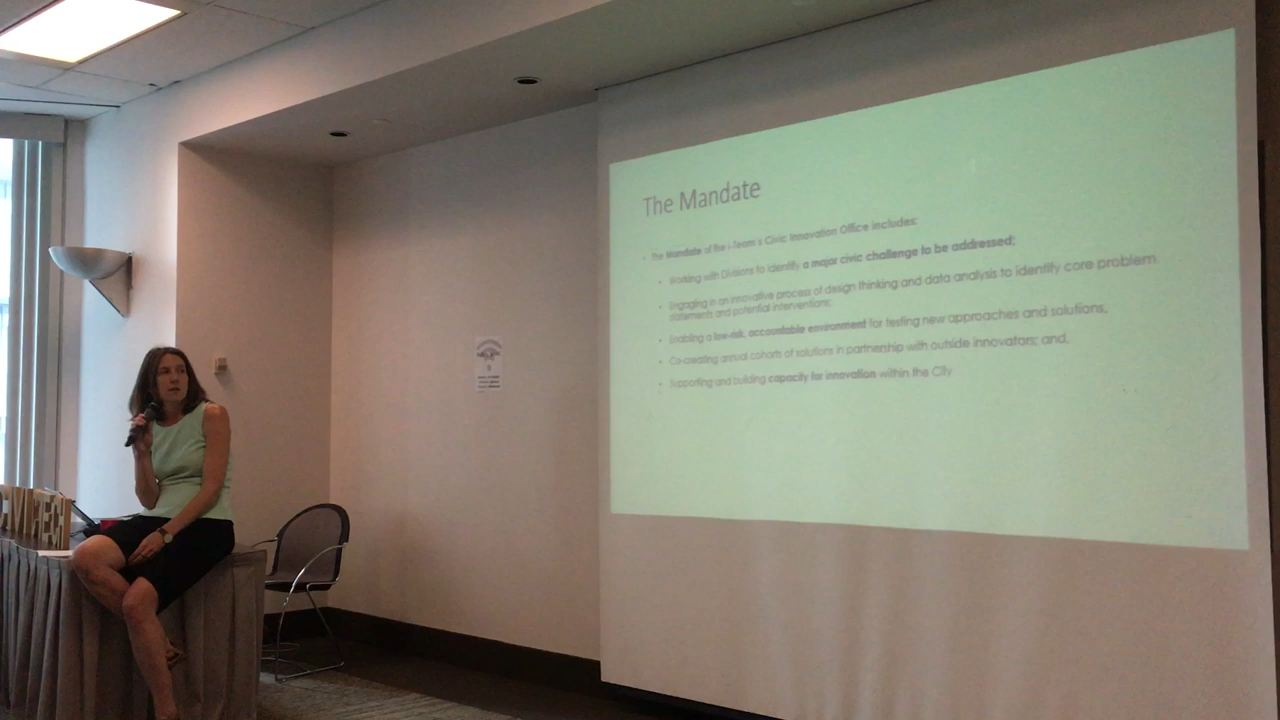 The Mandate
The Mandate of the i-Team's Civic Innovation Office includes:
Working with Divisions to identify a major civic challenge to be addressed;
Engaging in an innovative process of design thinking and data analysis to identify core problem
statements and potential interventions;
Enabling a low-risk, accountable environment for testing new approaches and solutions,
Co-creating annual cohorts of solutions in partnership with outside innovators; and,
Supporting and building capacity for innovation within the City